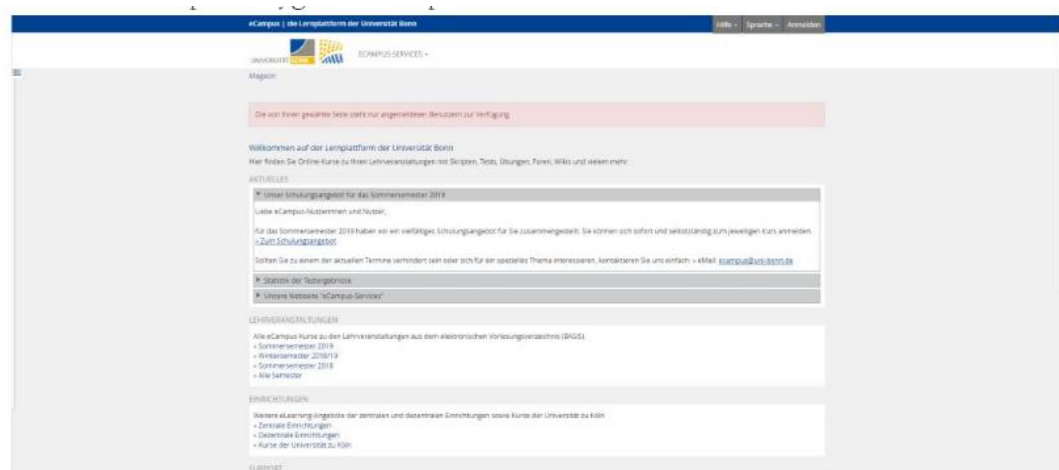 eCampus | die Lernplattform der Universität Bonn
Hilfe
Sprache
Anmelden
UNIVERSITÄT BONN
ECAMPUS-SERVICES
Magazin
Die von Ihnen gewählte Seite steht nur angemeldeten Benutzern zur Verfügung
Willkommen auf der Lernplattform der Universität Bonn
Hier finden Sie Online-Kurse zu Ihren Lehrveranstaltungen mit Skripten, Tests, Übungen, Foren, Wikis und vielem mehr.
AKTUELLES
Unser Schulungsangebot für das Sommersemester 2019
Liebe eCampus-Nutzerinnen und Nutzer,
für das Sommersemester 2019 haben wir ein vielfältiges Schulungsangebot für Sie zusammengestellt. Sie können sich sofort und selbstständig zum jeweiligen Kurs anmelden.
» Zum Schulungsangebot
Sollten Sie zu einem der aktuellen Termine verhindert sein oder sich für ein spezielles Thema interessieren, kontaktieren Sie uns einfach: » eMail: ecampus@uni-bonn.de
Statistik der Testergebnisse
Unsere Webseite "eCampus-Services"
LEHRVERANSTALTUNGEN
Alle eCampus-Kurse zu den Lehrveranstaltungen aus dem elektronischen Vorlesungsverzeichnis (BASIS):
» Sommersemester 2019
» Wintersemester 2018/19
» Sommersemester 2018
» Alle Semester
EINRICHTUNGEN
Weitere eLearning-Angebote der zentralen und dezentralen Einrichtungen sowie Kurse der Universität zu Köln
» Zentrale Einrichtungen
» Dezentrale Einrichtungen
» Kurse der Universität zu Köln
SUPPORT